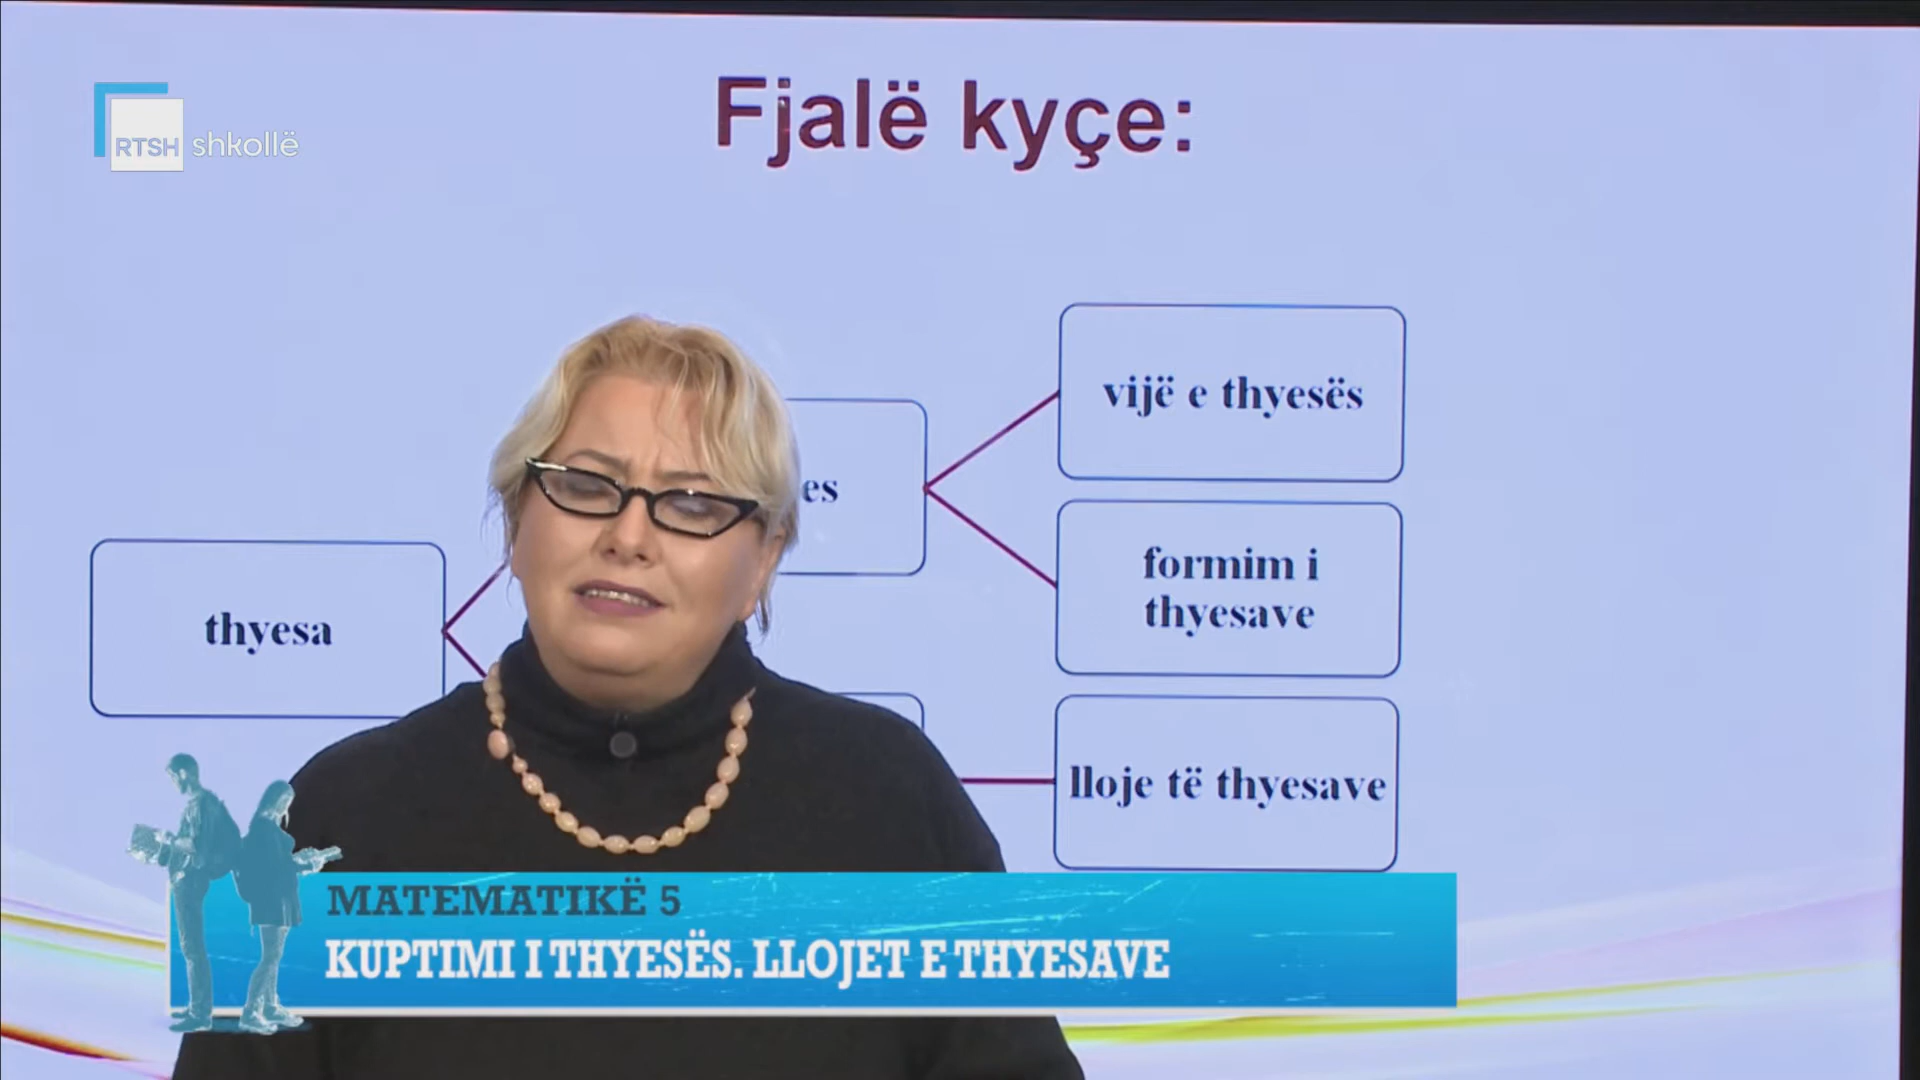 Fjalë kyçe:
RTSH shkollë
vijë e thyesës
formim i
thyesave
thyesa
lloje të thyesave
MATEMATIKË 5
KUPTIMI I THYESËS. LLOJET E THYESAVE